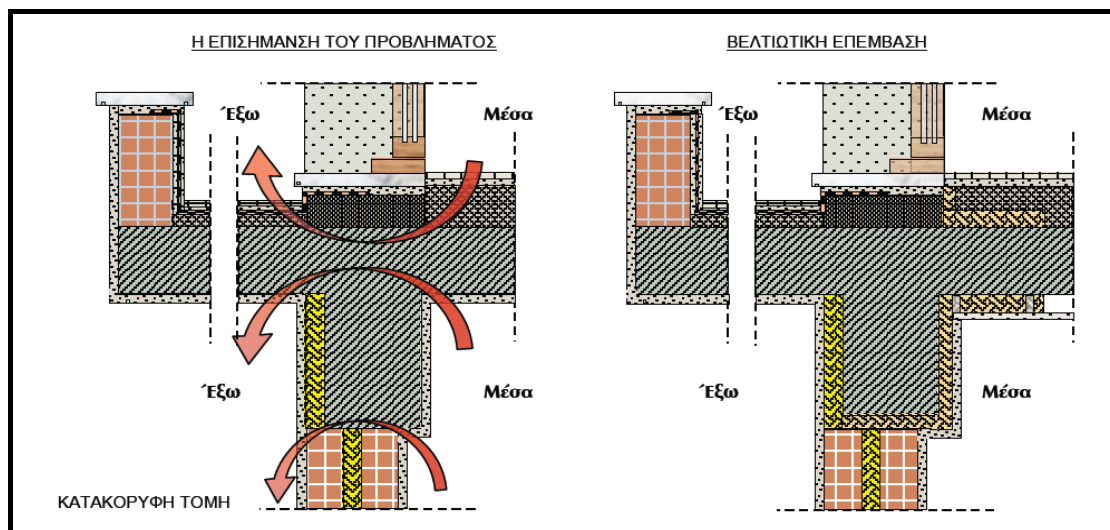 Η ΕΠΙΣΗΜΑΝΣΗ ΤΟΥ ΠΡΟΒΛΗΜΑΤΟΣ
ΒΕΛΤΙΩΤΙΚΗ ΕΠΕΜΒΑΣΗ
Έξω
Μέσα
Έξω
Μέσα
Έξω
Μέσα
Έξω
Μέσα
ΚΑΤΑΚΟΡΥΦΗ ΤΟΜΗ